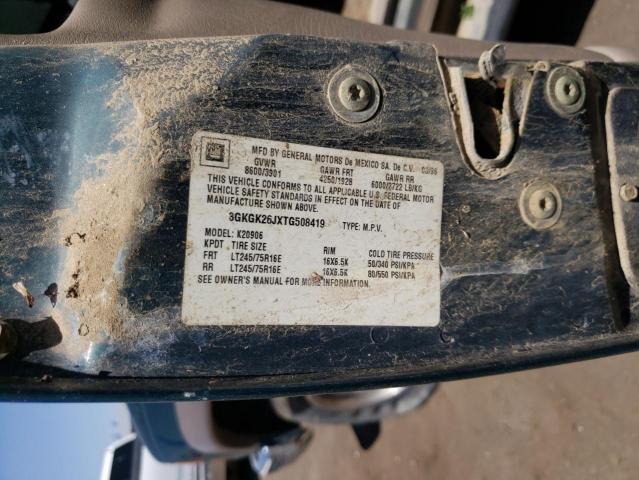 GM
MFD BY GENERAL MOTORS De MEXICO SA. De C.V. 03/96
GVWR GAWR FRT GAWR RR
8600/3901 4250/1928 6000/2722 LB/KG
THIS VEHICLE CONFORMS TO ALL APPLICABLE U.S. FEDERAL MOTOR
VEHICLE SAFETY STANDARDS IN EFFECT ON THE DATE OF
MANUFACTURE SHOWN ABOVE.
3GKGK26JXTG508419 TYPE: M.P.V.
MODEL: K20906
KPDT TIRE SIZE RIM COLD TIRE PRESSURE
FRT LT245/75R16E 16X6.5K 50/340 PSI/KPA
RR LT245/75R16E 16X6.5K 80/550 PSI/KPA
SEE OWNER'S MANUAL FOR MORE INFORMATION.